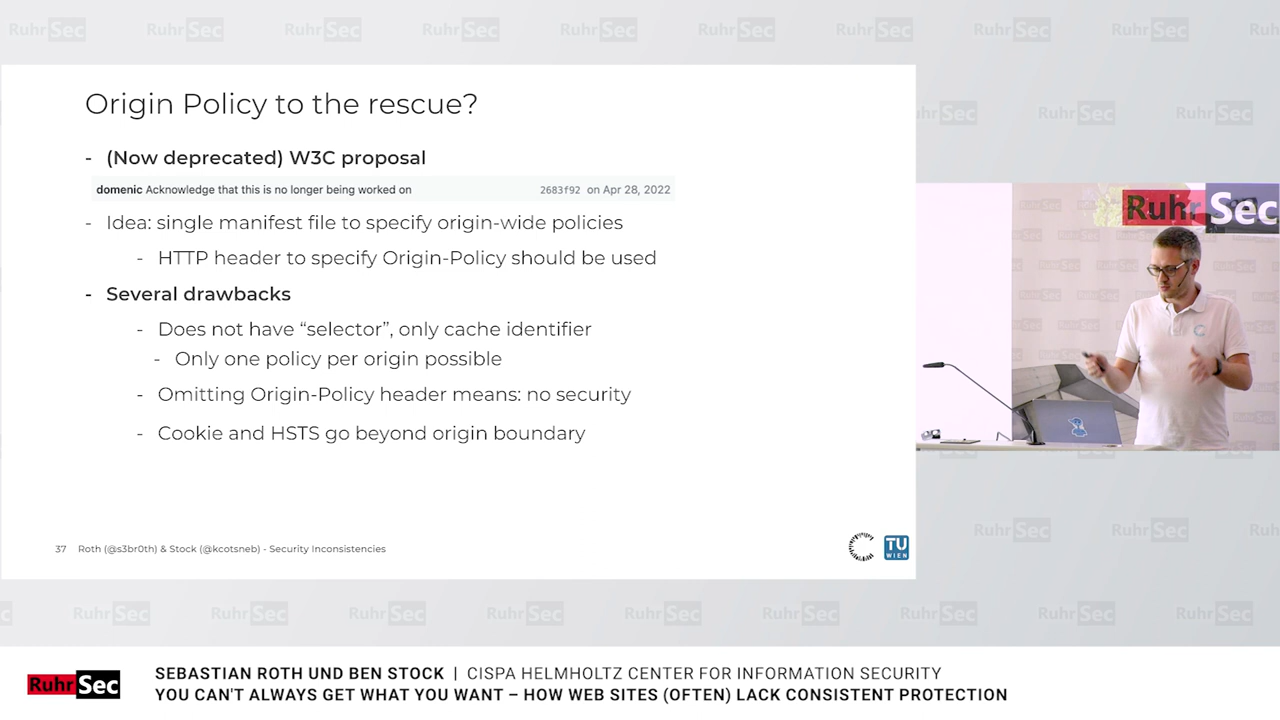 Origin Policy to the rescue?
- (Now deprecated) W3C proposal
domenic Acknowledge that this is no longer being worked on 2683f92 on Apr 28, 2022
- Idea: single manifest file to specify origin-wide policies
- HTTP header to specify Origin-Policy should be used
- Several drawbacks
- Does not have “selector”, only cache identifier
- Only one policy per origin possible
- Omitting Origin-Policy header means: no security
- Cookie and HSTS go beyond origin boundary
37 Roth (@s3br0th) & Stock (@kcotsneb) - Security Inconsistencies
TU
WIEN
RuhrSec
RuhrSec
SEBASTIAN ROTH UND BEN STOCK | CISPA HELMHOLTZ CENTER FOR INFORMATION SECURITY
YOU CAN'T ALWAYS GET WHAT YOU WANT – HOW WEB SITES (OFTEN) LACK CONSISTENT PROTECTION